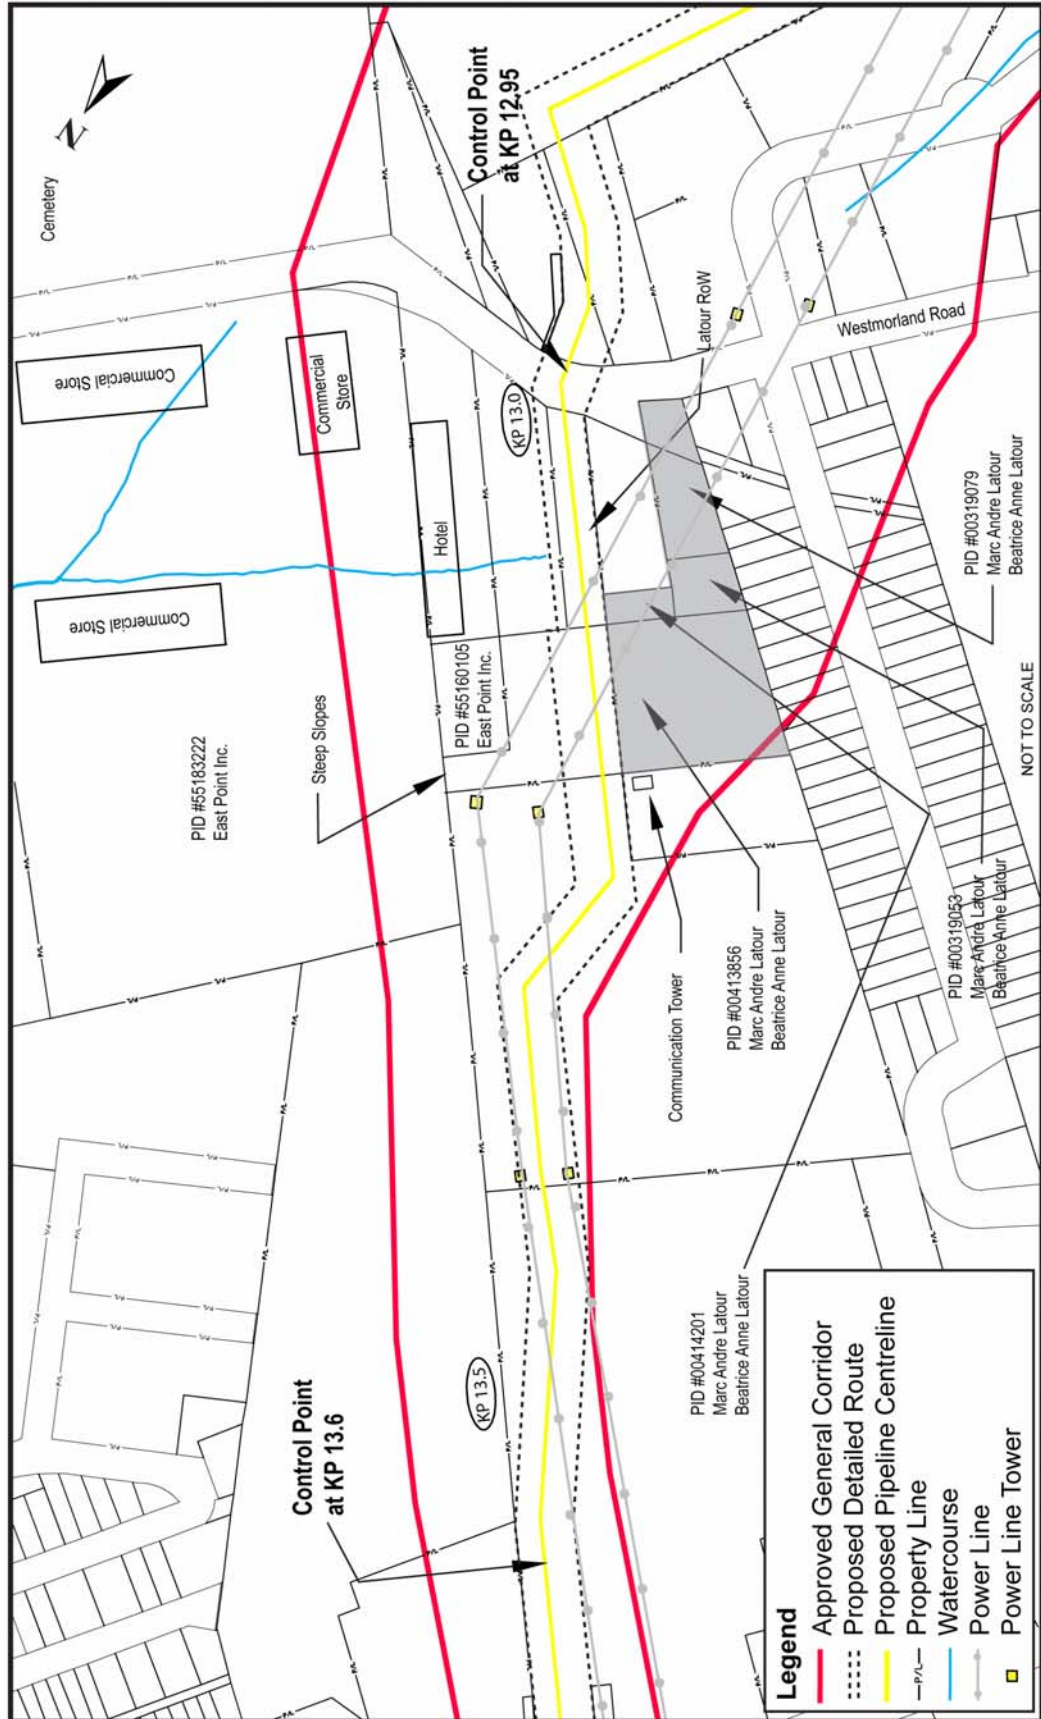 N
Cemetery
Control Point
at KP 12.95
Commercial Store
Commercial
Store
Hotel
Commercial Store
KP 13.0
Latour RoW
Westmorland Road
PID #55183222
East Point Inc.
Steep Slopes
PID #55160105
East Point Inc.
PID #00319079
Marc Andre Latour
Beatrice Anne Latour
NOT TO SCALE
PID #00319053
Marc Andre Latour
Beatrice Anne Latour
PID #00413856
Marc Andre Latour
Beatrice Anne Latour
Communication Tower
PID #00414201
Marc Andre Latour
Beatrice Anne Latour
KP 13.5
Control Point
at KP 13.6
Legend
Approved General Corridor
Proposed Detailed Route
Proposed Pipeline Centreline
P/L Property Line
Watercourse
Power Line
Power Line Tower